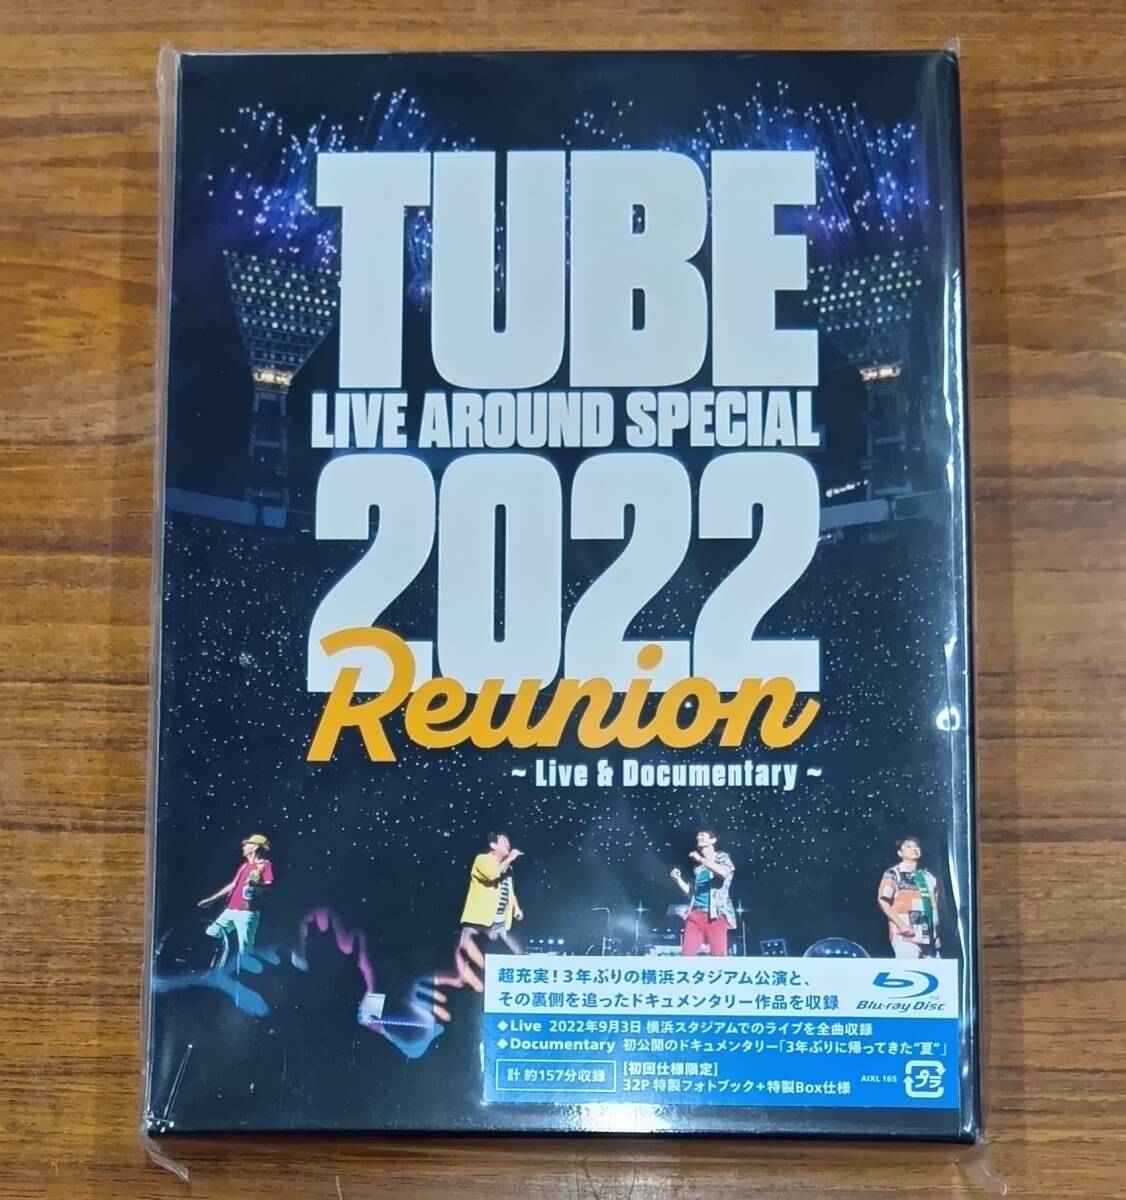 TUBE
LIVE AROUND SPECIAL
2022
Reunion
~ Live & Documentary ~
超充実!3年ぶりの横浜スタジアム公演と、
その裏側を追ったドキュメンタリー作品を収録
Blu-ray Disc™
◆Live 2022年9月3日 横浜スタジアムでのライブを全曲収録
◆Documentary 初公開のドキュメンタリー「3年ぶりに帰ってきた“夏”」
計 約157分収録
[初回仕様限定]
32P 特製フォトブック+特製Box仕様
AIXL 165
プラ